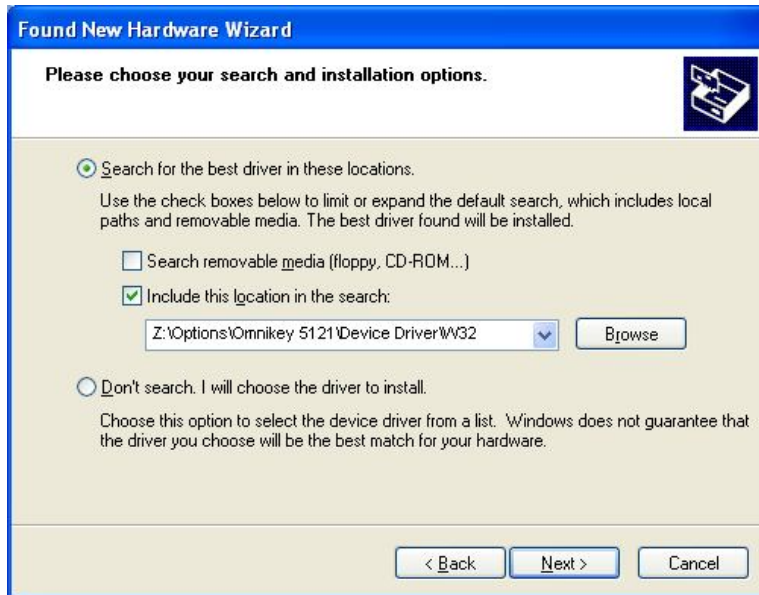 Found New Hardware Wizard
Please choose your search and installation options.
Search for the best driver in these locations.
Use the check boxes below to limit or expand the default search, which includes local
paths and removable media. The best driver found will be installed.
Search removable media (floppy, CD-ROM...)
Include this location in the search:
Z:\Options\Omnikey 5121\Device Driver\W32
Browse
Don't search. I will choose the driver to install.
Choose this option to select the device driver from a list. Windows does not guarantee that
the driver you choose will be the best match for your hardware.
< Back
Next >
Cancel